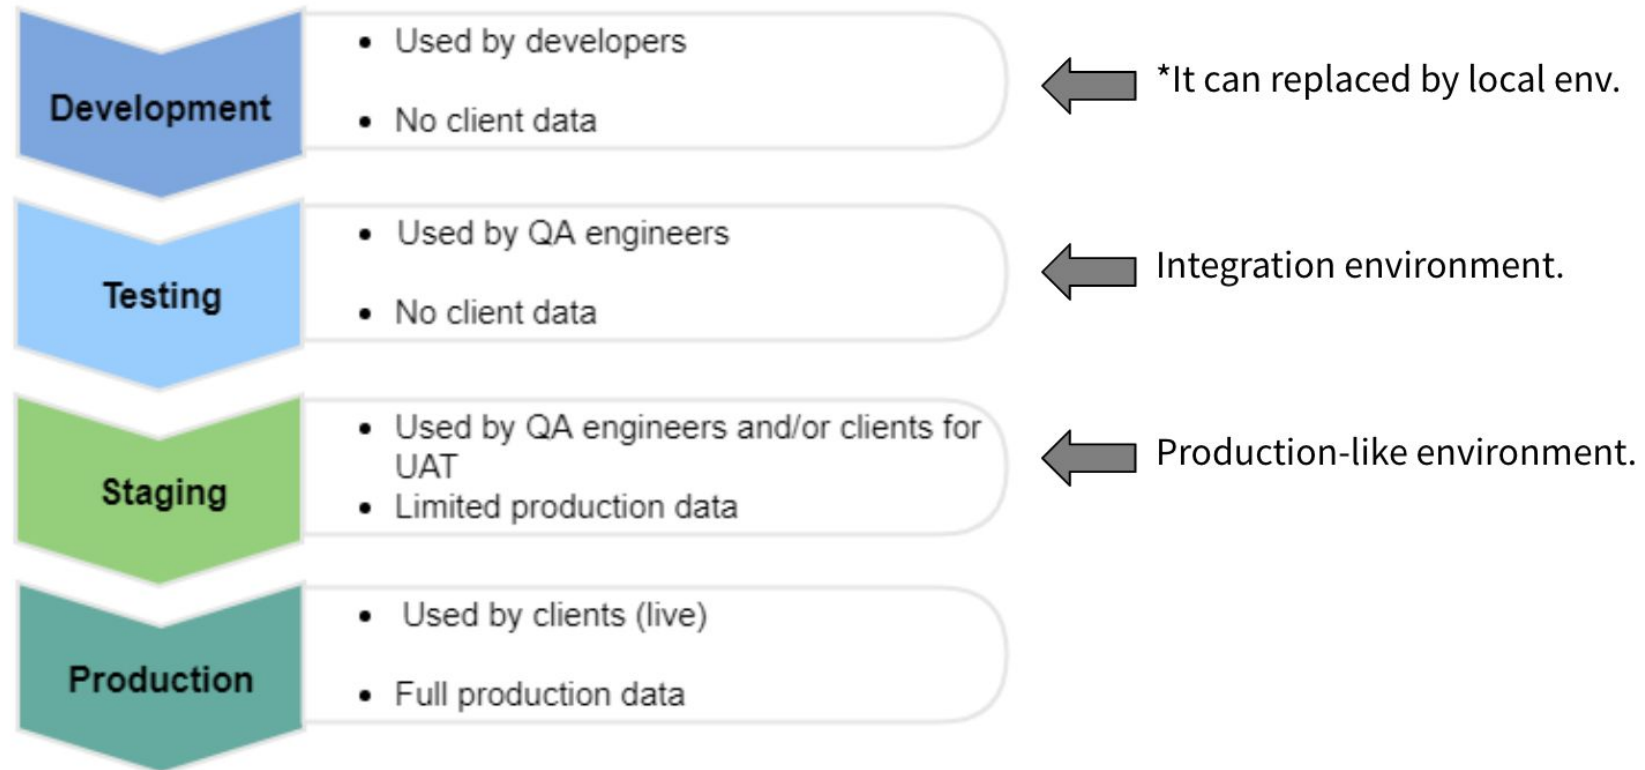 Development
• Used by developers
• No client data
*It can replaced by local env.
Testing
• Used by QA engineers
• No client data
Integration environment.
Staging
• Used by QA engineers and/or clients for
UAT
• Limited production data
Production-like environment.
Production
• Used by clients (live)
• Full production data